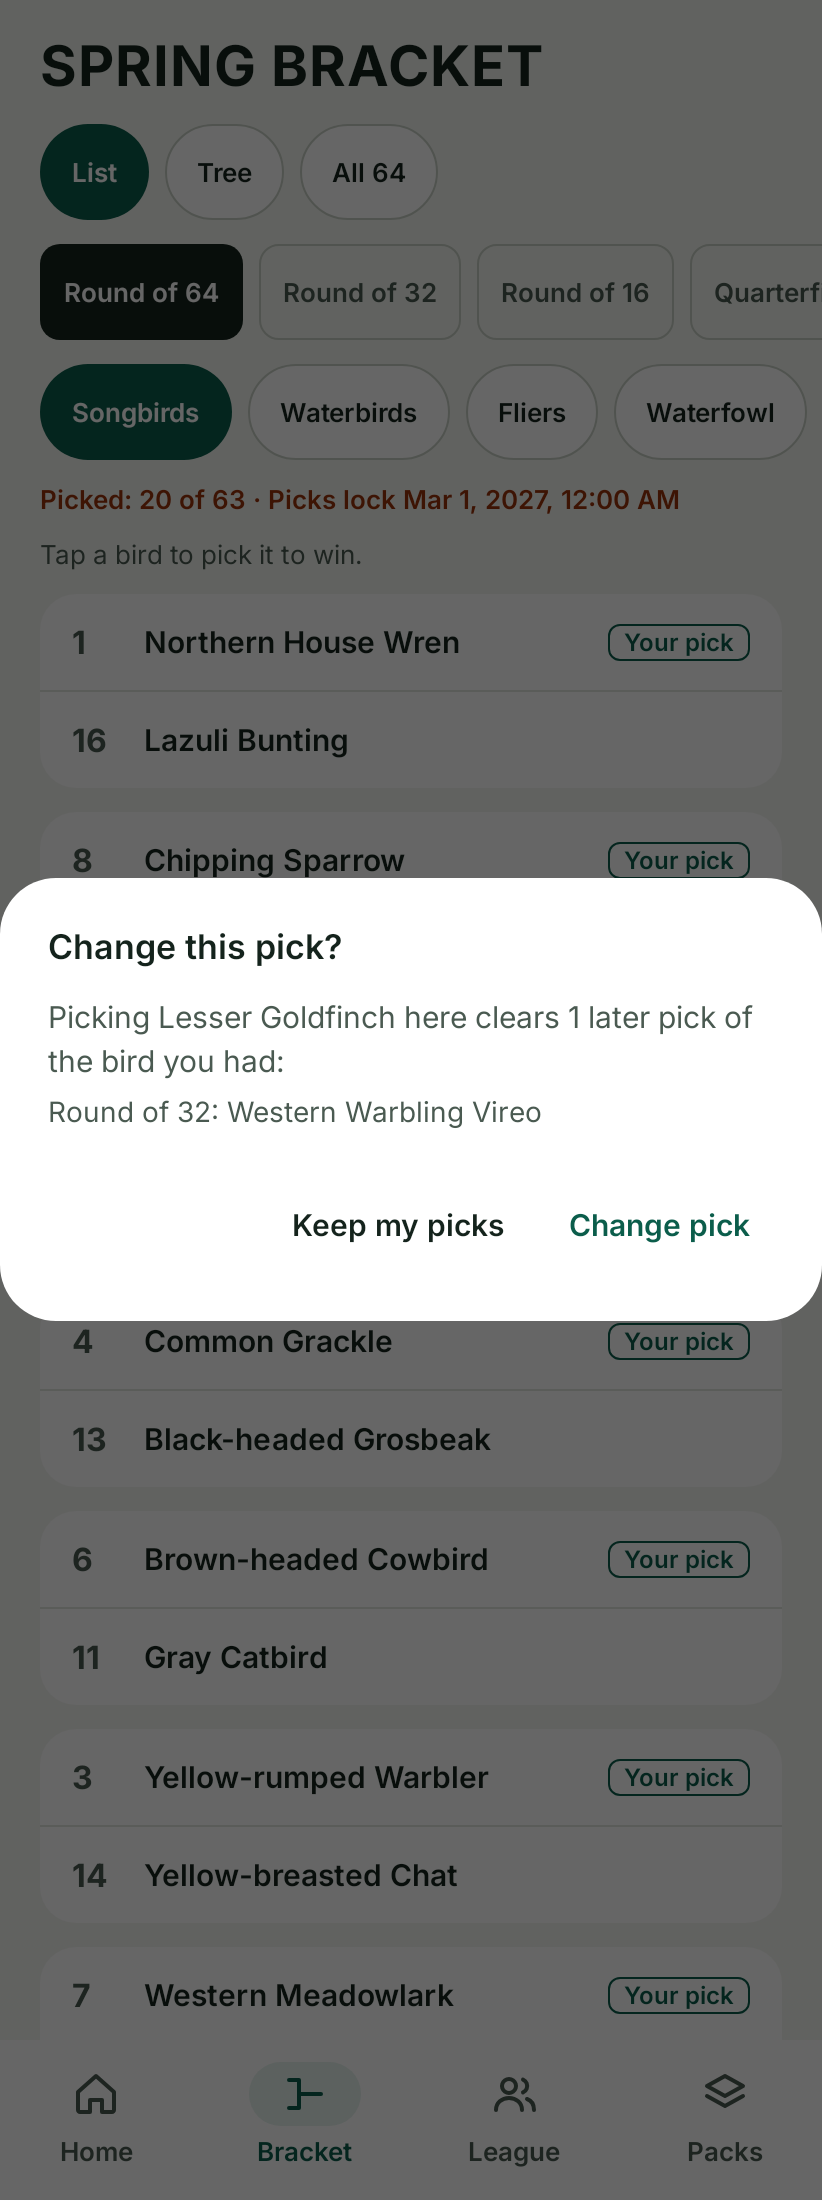 SPRING BRACKET
List Tree All 64
Round of 64 Round of 32 Round of 16
Songbirds Waterbirds Fliers Waterfowl
Picked: 20 of 63 · Picks lock Mar 1, 2027, 12:00 AM
Tap a bird to pick it to win.
1 Northern House Wren Your pick
16 Lazuli Bunting
8 Chipping Sparrow Your pick
Change this pick?
Picking Lesser Goldfinch here clears 1 later pick of
the bird you had:
Round of 32: Western Warbling Vireo
Keep my picks Change pick
4 Common Grackle Your pick
13 Black-headed Grosbeak
6 Brown-headed Cowbird Your pick
11 Gray Catbird
3 Yellow-rumped Warbler Your pick
14 Yellow-breasted Chat
7 Western Meadowlark Your pick
Home Bracket League Packs